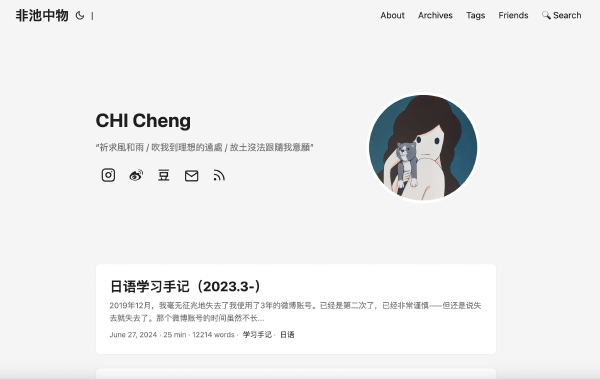 非池中物 |
About Archives Tags Friends 🔍 Search
CHI Cheng
“祈求風和雨 / 吹我到理想的遠處 / 故土沒法跟隨我意願”
豆
日语学习手记（2023.3-）
2019年12月，我毫无征兆地失去了我使用了3年的微博账号。已经是第二次了，已经非常谨慎——但还是说失
去就失去了。那个微博账号的时间虽然不长...
June 27, 2024 · 25 min · 12214 words · 学习手记 · 日语